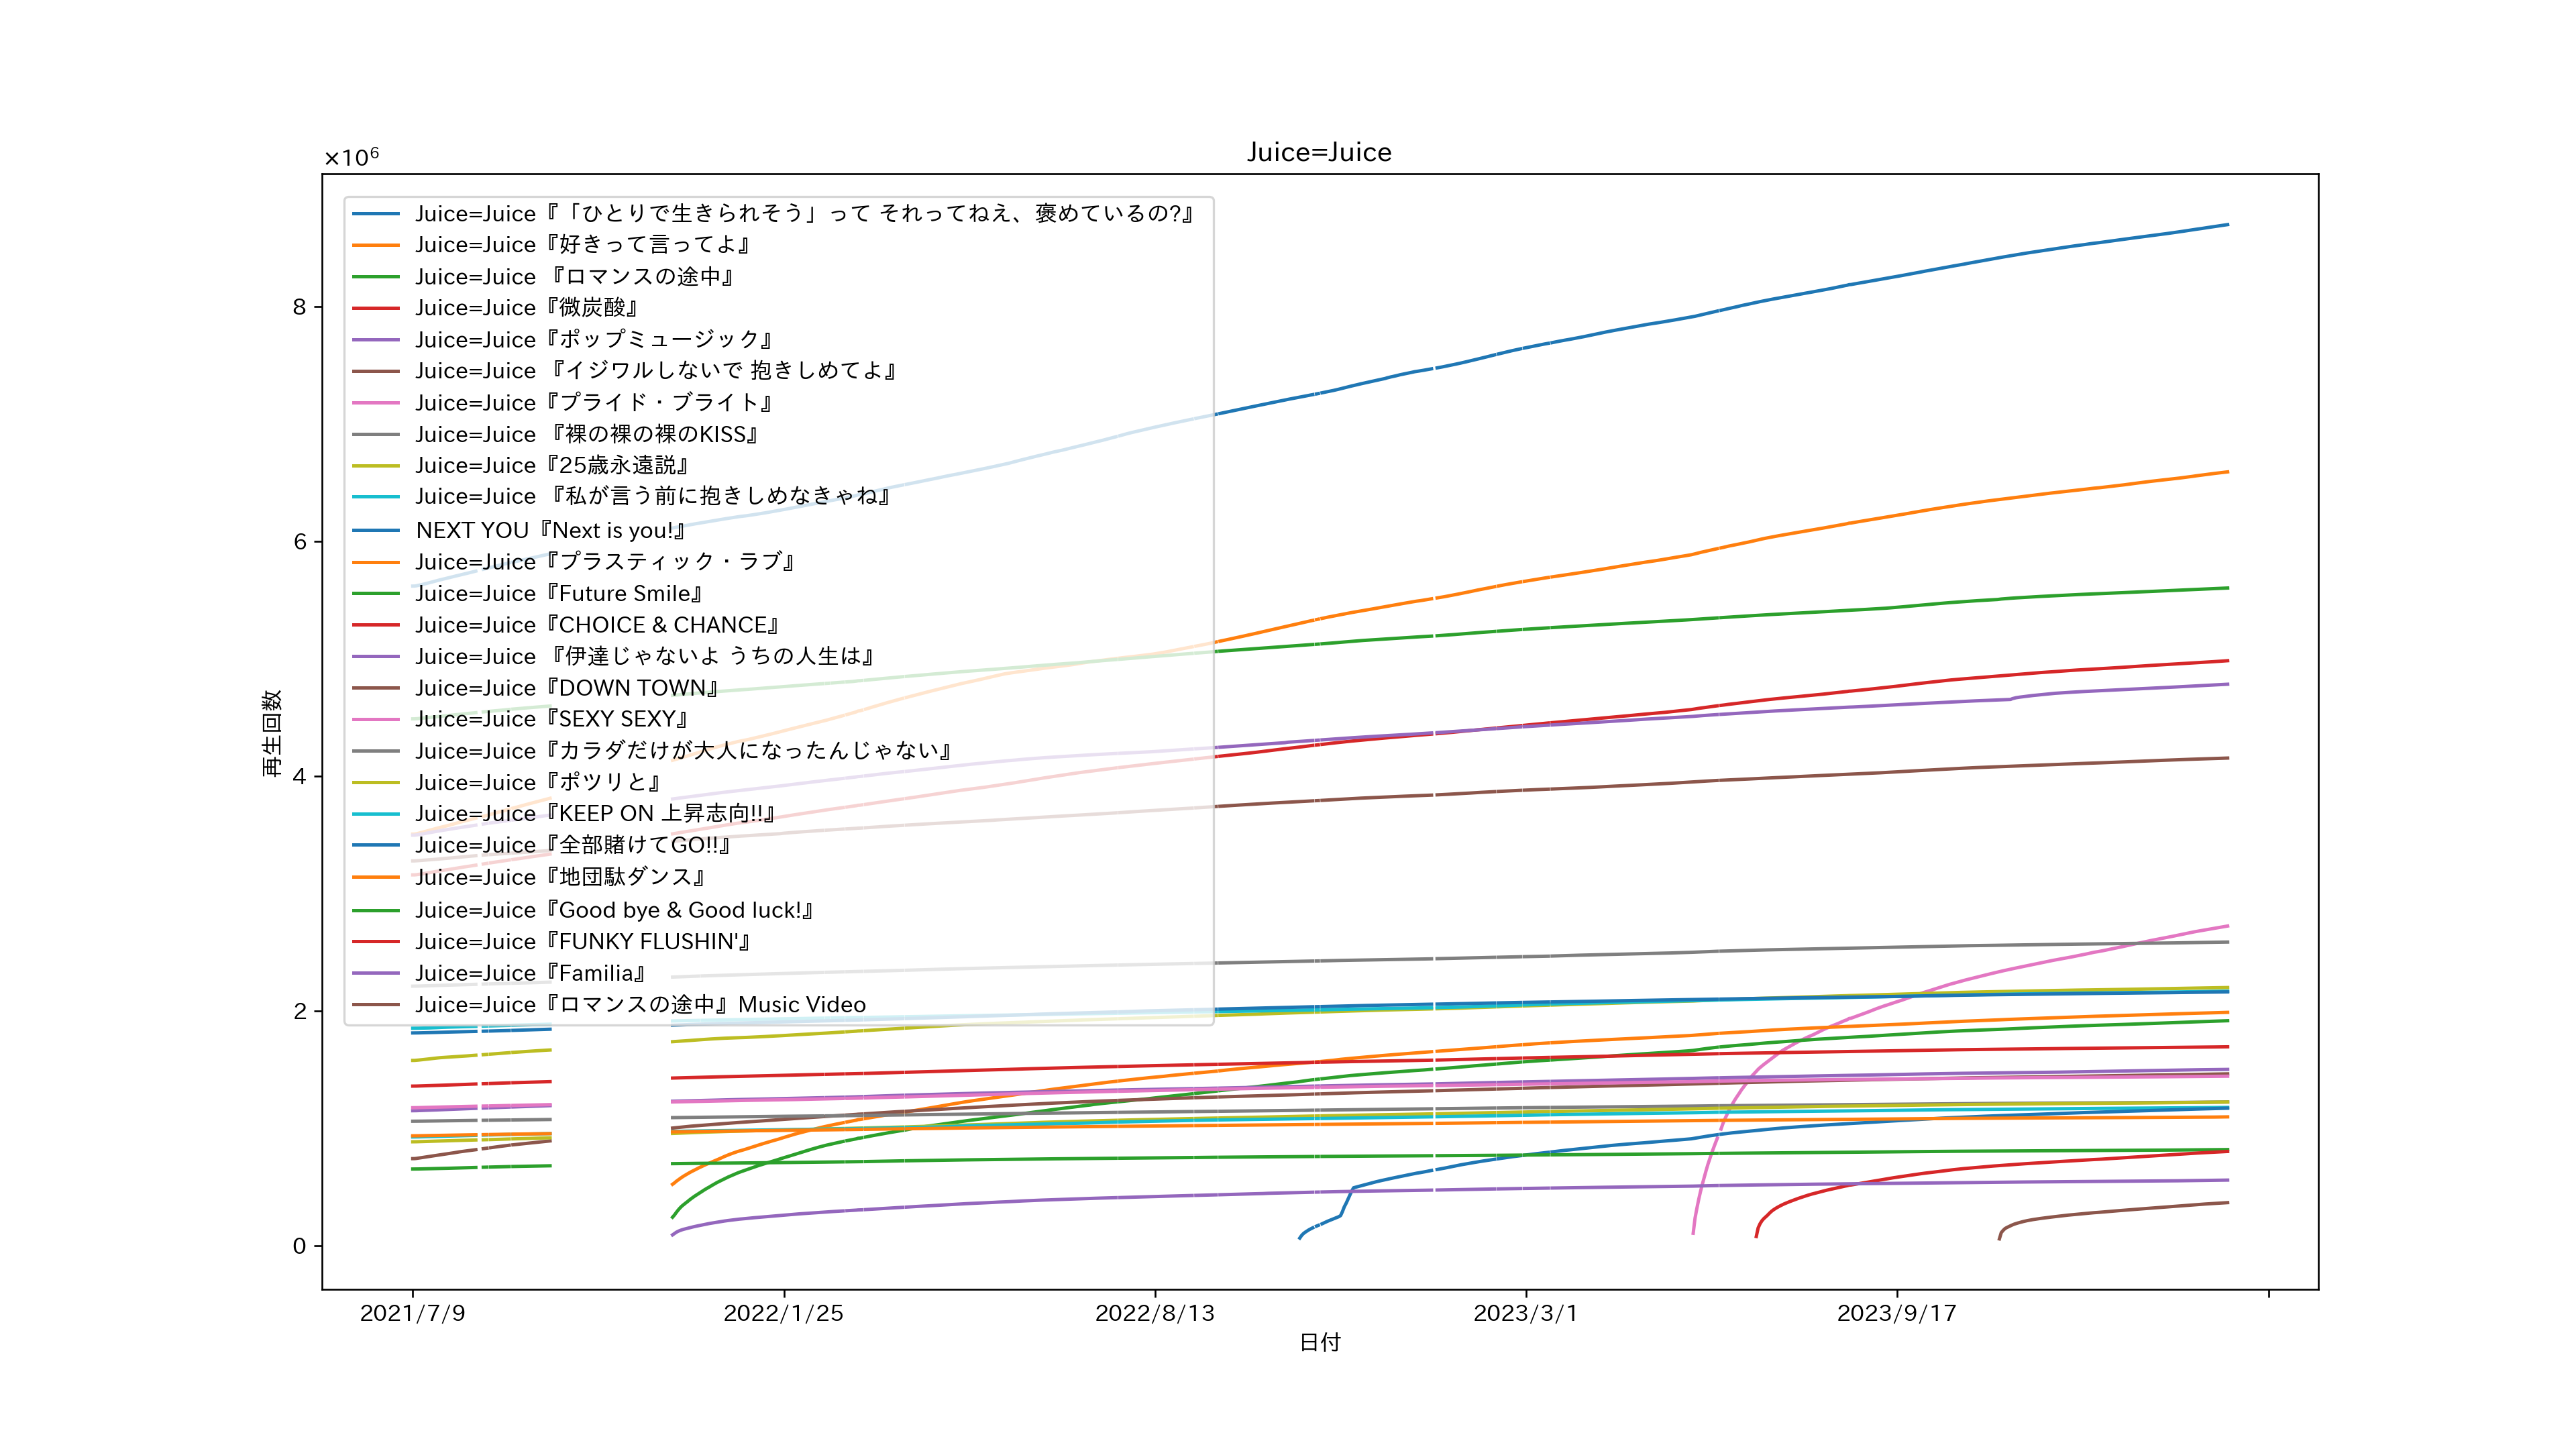 Juice=Juice
×10⁶
8
6
4
2
0
再生回数
Juice=Juice『「ひとりで生きられそう」って それってねえ、褒めているの?』
Juice=Juice『好きって言ってよ』
Juice=Juice 『ロマンスの途中』
Juice=Juice『微炭酸』
Juice=Juice『ポップミュージック』
Juice=Juice 『イジワルしないで 抱きしめてよ』
Juice=Juice『プライド・ブライト』
Juice=Juice 『裸の裸の裸のKISS』
Juice=Juice『25歳永遠説』
Juice=Juice 『私が言う前に抱きしめなきゃね』
NEXT YOU『Next is you!』
Juice=Juice『プラスティック・ラブ』
Juice=Juice『Future Smile』
Juice=Juice『CHOICE & CHANCE』
Juice=Juice 『伊達じゃないよ うちの人生は』
Juice=Juice『DOWN TOWN』
Juice=Juice『SEXY SEXY』
Juice=Juice『カラダだけが大人になったんじゃない』
Juice=Juice『ポツリと』
Juice=Juice『KEEP ON 上昇志向!!』
Juice=Juice『全部賭けてGO!!』
Juice=Juice『地団駄ダンス』
Juice=Juice『Good bye & Good luck!』
Juice=Juice『FUNKY FLUSHIN'』
Juice=Juice『Familia』
Juice=Juice『ロマンスの途中』Music Video
2021/7/9
2022/1/25
2022/8/13
2023/3/1
2023/9/17
日付